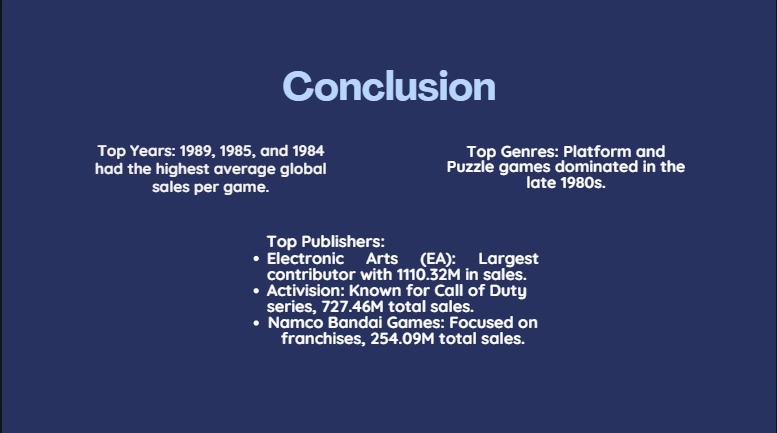 Conclusion
Top Years: 1989, 1985, and 1984
had the highest average global
sales per game.
Top Genres: Platform and
Puzzle games dominated in the
late 1980s.
Top Publishers:
• Electronic Arts (EA): Largest
contributor with 1110.32M in sales.
• Activision: Known for Call of Duty
series, 727.46M total sales.
• Namco Bandai Games: Focused on
franchises, 254.09M total sales.